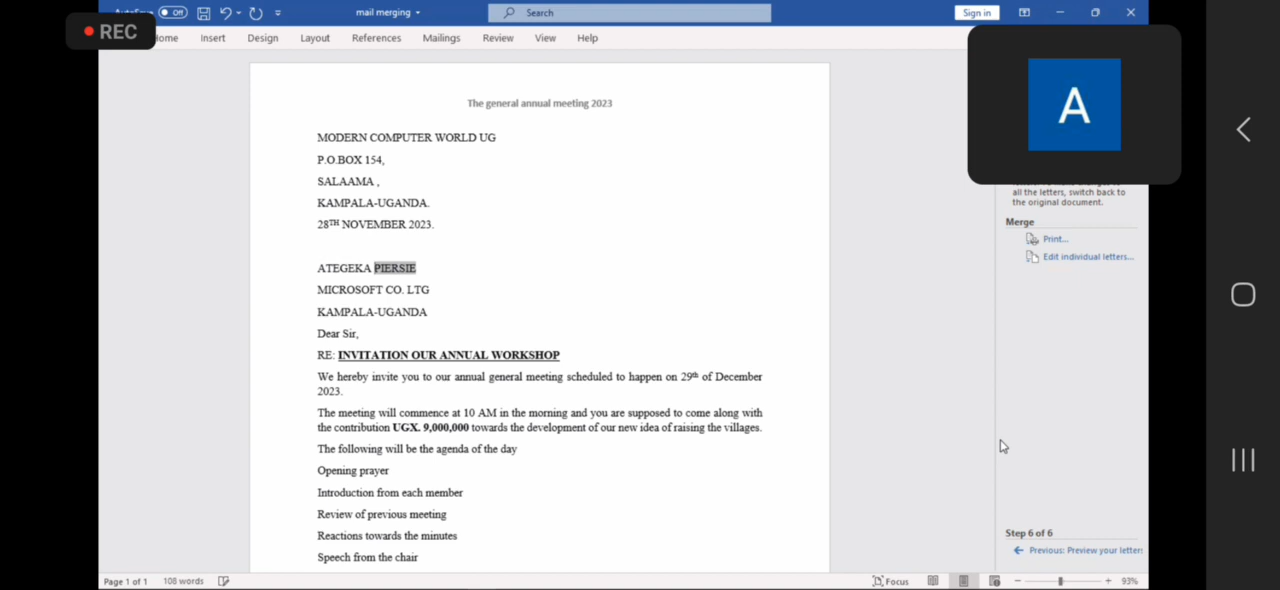 AutoSave Off mail merging Search Sign in
REC
Home Insert Design Layout References Mailings Review View Help
A
The general annual meeting 2023
MODERN COMPUTER WORLD UG
P.O.BOX 154,
SALAAMA ,
KAMPALA-UGANDA.
28TH NOVEMBER 2023.
ATEGEKA PIERSIE
MICROSOFT CO. LTG
KAMPALA-UGANDA
Dear Sir,
RE: INVITATION OUR ANNUAL WORKSHOP
We hereby invite you to our annual general meeting scheduled to happen on 29th of December
2023.
The meeting will commence at 10 AM in the morning and you are supposed to come along with
the contribution UGX. 9,000,000 towards the development of our new idea of raising the villages.
The following will be the agenda of the day
Opening prayer
Introduction from each member
Review of previous meeting
Reactions towards the minutes
Speech from the chair
all the letters, switch back to
the original document.
Merge
Print...
Edit individual letters...
Step 6 of 6
Previous: Preview your letters
Page 1 of 1 108 words Focus 93%